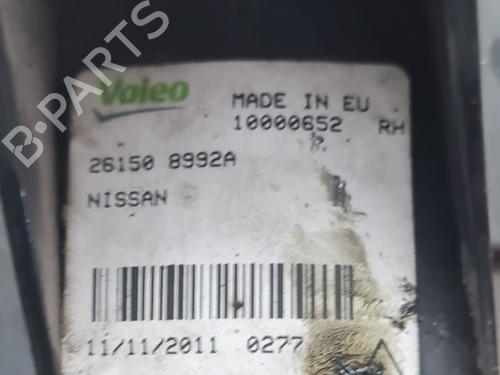 B-PARTS
Valeo
MADE IN EU
10000652 RH
26150 8992A
NISSAN
11/11/2011 0277